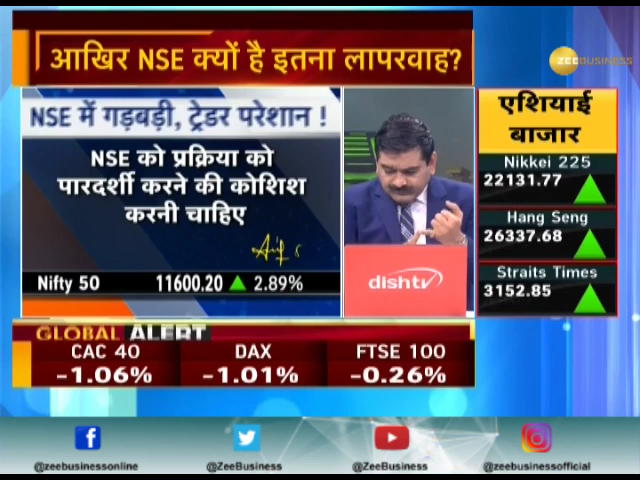 आखिर NSE क्यों है इतना लापरवाह?
ZEEBUSINESS
NSE में गड़बड़ी, ट्रेडर परेशान !
NSE को प्रक्रिया को
पारदर्शी करने की कोशिश
करनी चाहिए
Nifty 50 11600.20 2.89%
dishtv
एशियाई
बाजार
Nikkei 225
22131.77
Hang Seng
26337.68
Straits Times
3152.85
GLOBAL ALERT
CAC 40 DAX FTSE 100
-1.06% -1.01% -0.26%
@zeebusinessonline @ZeeBusiness @ZeeBusiness @zeebusinessofficial